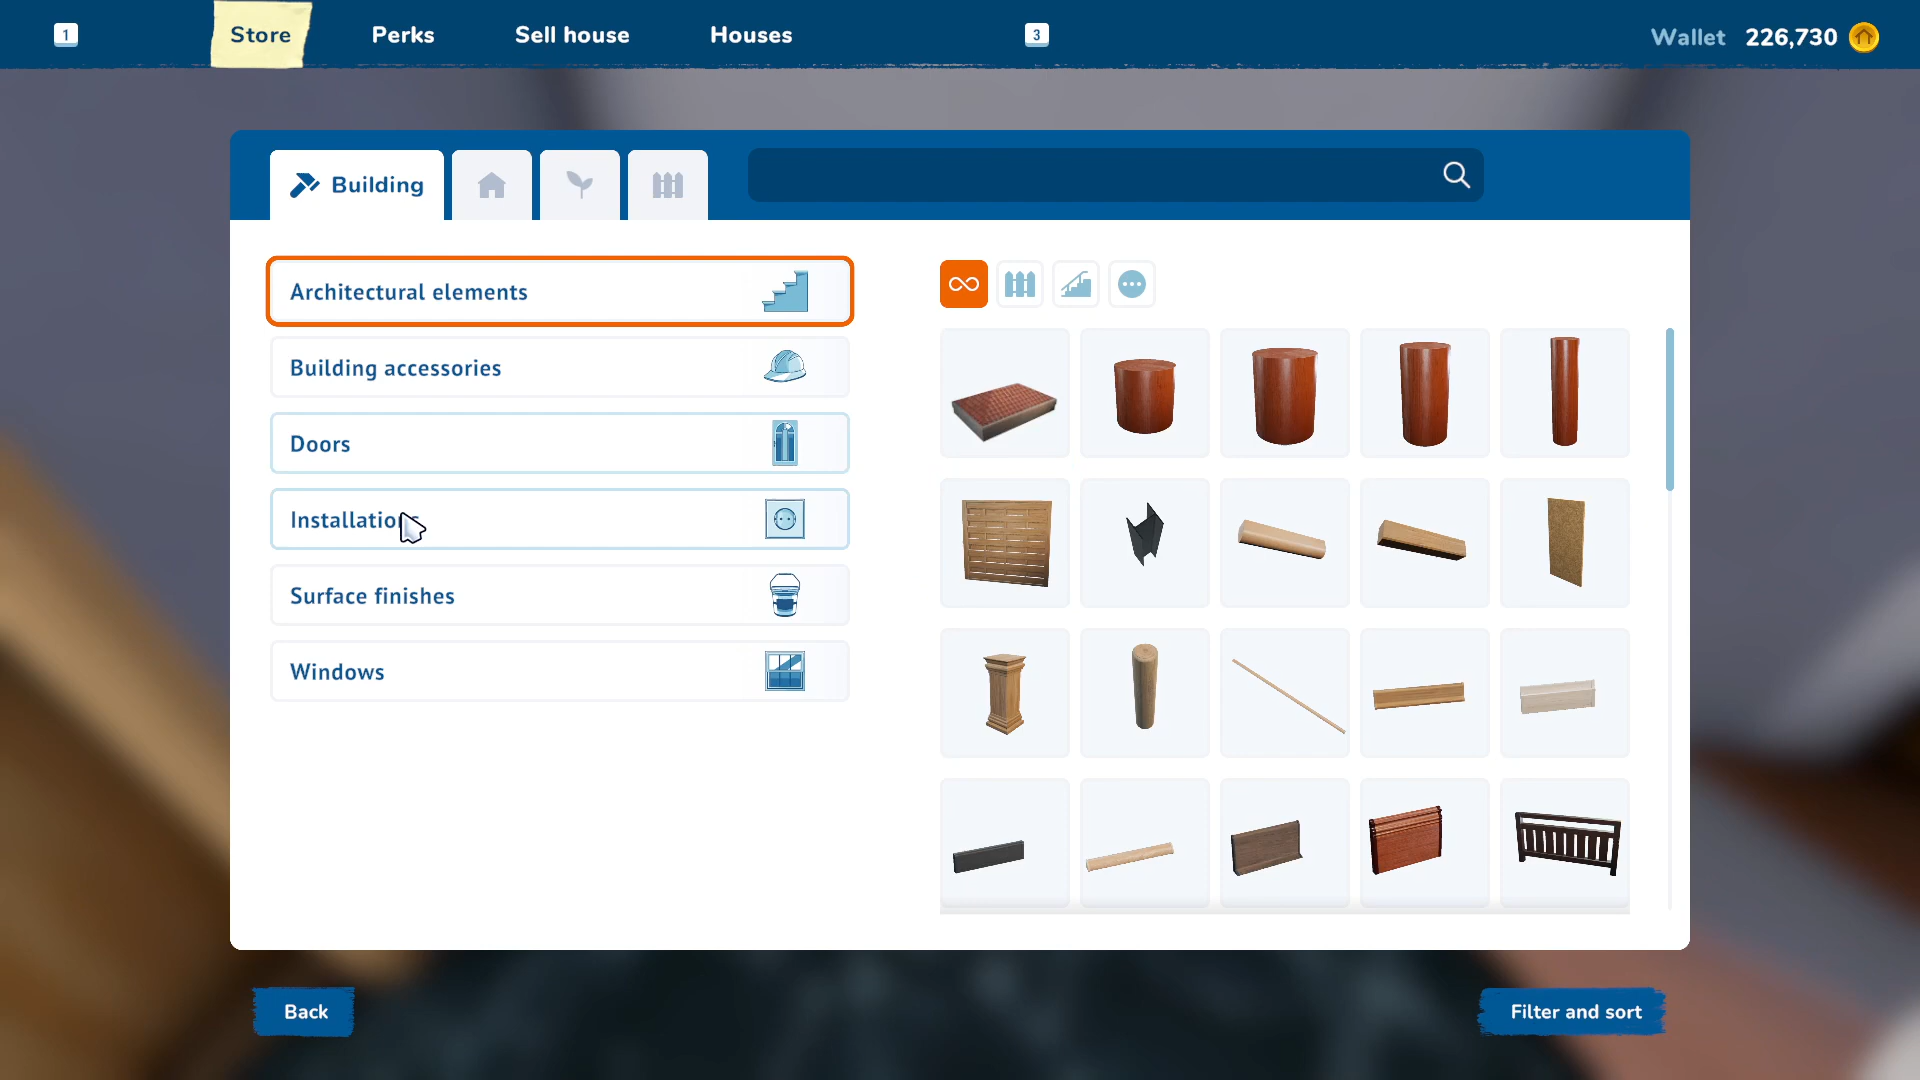 1
Store
Perks
Sell house
Houses
3
Wallet 226,730
Building
Architectural elements
Building accessories
Doors
Installations
Surface finishes
Windows
Back
Filter and sort